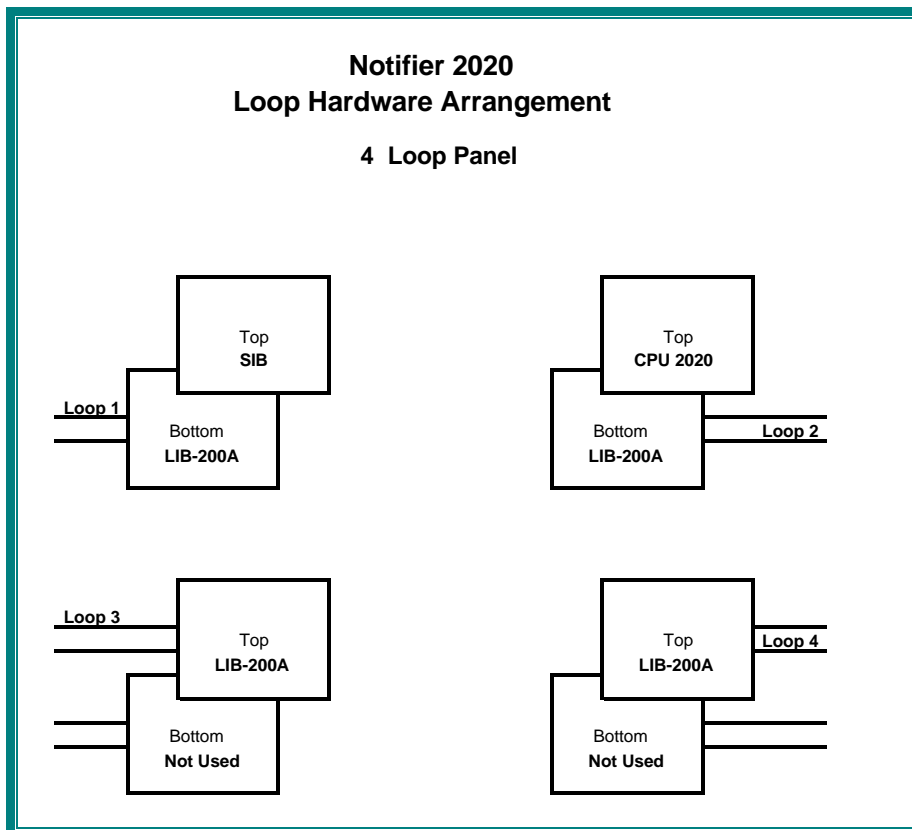 Notifier 2020
Loop Hardware Arrangement
4 Loop Panel
Top
SIB
Loop 1
Bottom
LIB-200A
Top
CPU 2020
Bottom
LIB-200A
Loop 2
Loop 3
Top
LIB-200A
Bottom
Not Used
Top
LIB-200A
Loop 4
Bottom
Not Used